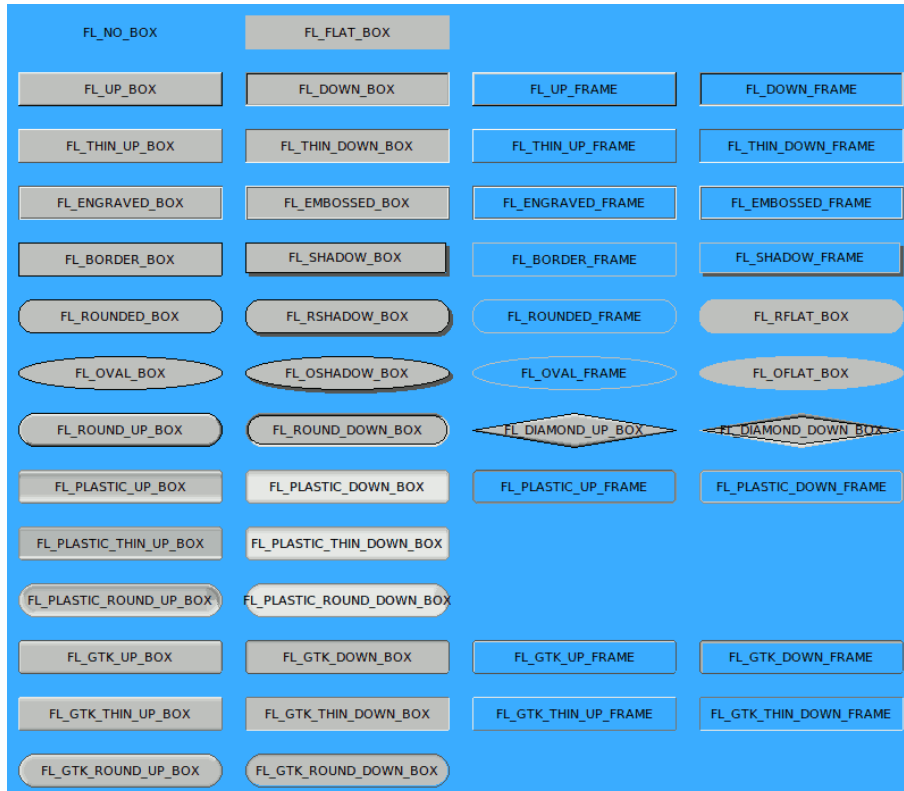 FL_NO_BOX FL_FLAT_BOX
FL_UP_BOX FL_DOWN_BOX FL_UP_FRAME FL_DOWN_FRAME
FL_THIN_UP_BOX FL_THIN_DOWN_BOX FL_THIN_UP_FRAME FL_THIN_DOWN_FRAME
FL_ENGRAVED_BOX FL_EMBOSSED_BOX FL_ENGRAVED_FRAME FL_EMBOSSED_FRAME
FL_BORDER_BOX FL_SHADOW_BOX FL_BORDER_FRAME FL_SHADOW_FRAME
FL_ROUNDED_BOX FL_RSHADOW_BOX FL_ROUNDED_FRAME FL_RFLAT_BOX
FL_OVAL_BOX FL_OSHADOW_BOX FL_OVAL_FRAME FL_OFLAT_BOX
FL_ROUND_UP_BOX FL_ROUND_DOWN_BOX FL_DIAMOND_UP_BOX FL_DIAMOND_DOWN_BOX
FL_PLASTIC_UP_BOX FL_PLASTIC_DOWN_BOX FL_PLASTIC_UP_FRAME FL_PLASTIC_DOWN_FRAME
FL_PLASTIC_THIN_UP_BOX FL_PLASTIC_THIN_DOWN_BOX
FL_PLASTIC_ROUND_UP_BOX FL_PLASTIC_ROUND_DOWN_BOX
FL_GTK_UP_BOX FL_GTK_DOWN_BOX FL_GTK_UP_FRAME FL_GTK_DOWN_FRAME
FL_GTK_THIN_UP_BOX FL_GTK_THIN_DOWN_BOX FL_GTK_THIN_UP_FRAME FL_GTK_THIN_DOWN_FRAME
FL_GTK_ROUND_UP_BOX FL_GTK_ROUND_DOWN_BOX